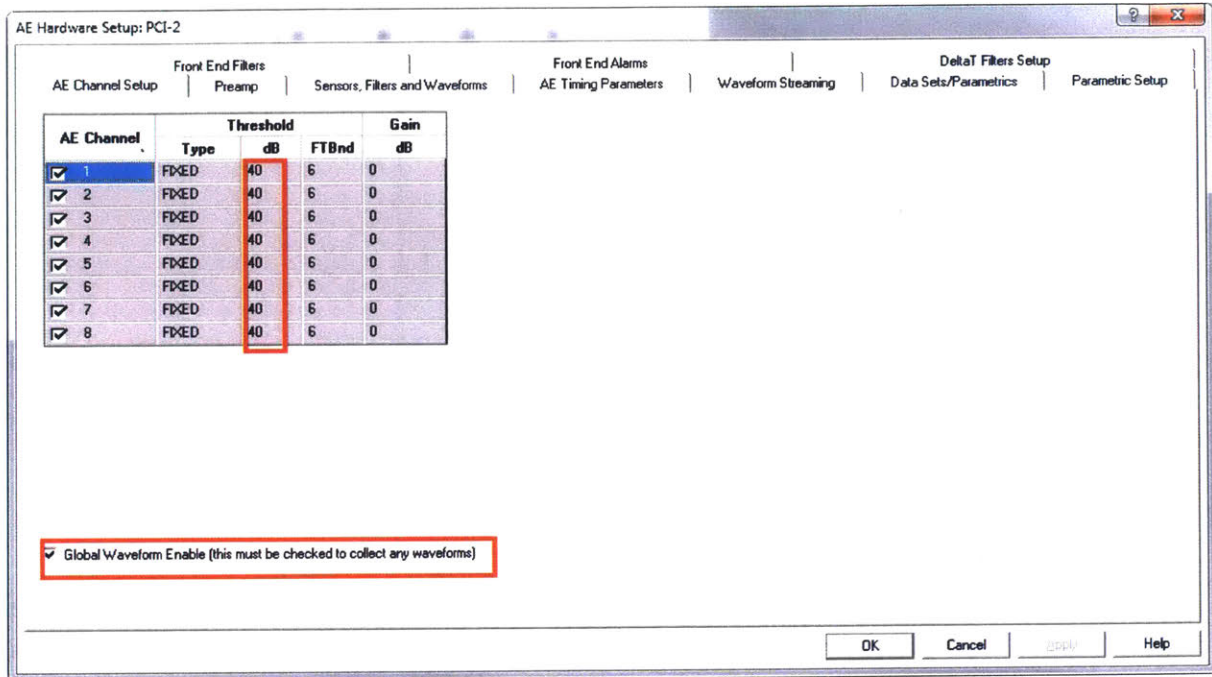 AE Hardware Setup: PCI-2
Front End Filters Front End Alarms DeltaT Filters Setup
AE Channel Setup Preamp Sensors, Filters and Waveforms AE Timing Parameters Waveform Streaming Data Sets/Parametrics Parametric Setup
AE Channel Threshold Gain
Type dB FTBnd dB
1 FIXED 40 6 0
2 FIXED 40 6 0
3 FIXED 40 6 0
4 FIXED 40 6 0
5 FIXED 40 6 0
6 FIXED 40 6 0
7 FIXED 40 6 0
8 FIXED 40 6 0
Global Waveform Enable (this must be checked to collect any waveforms)
OK Cancel Apply Help